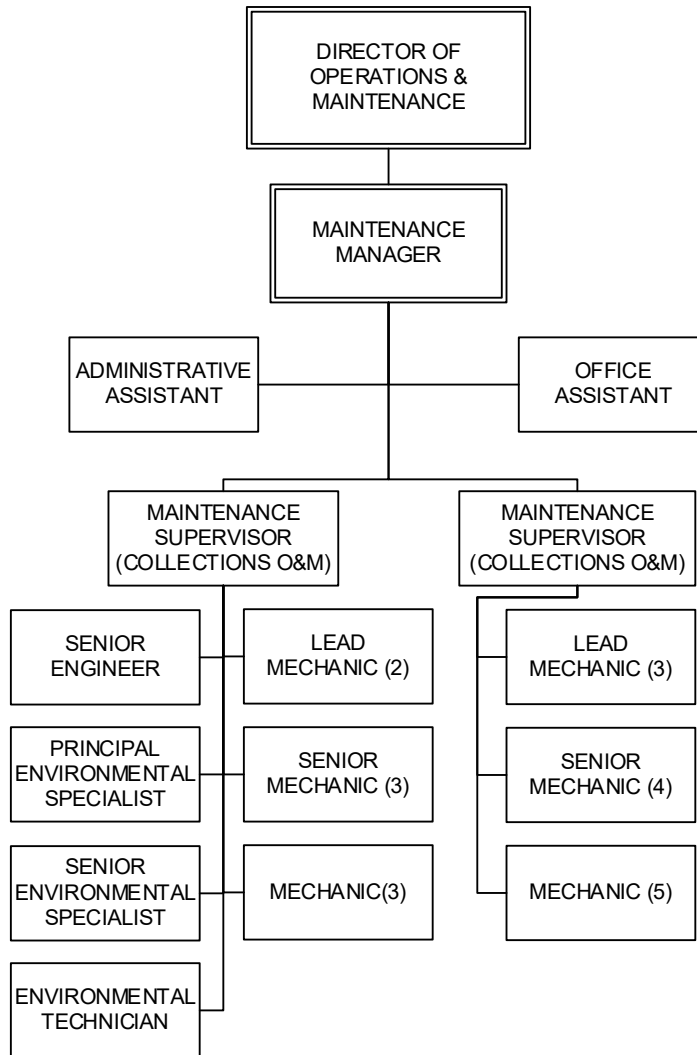 DIRECTOR OF
OPERATIONS &
MAINTENANCE
MAINTENANCE
MANAGER
ADMINISTRATIVE
ASSISTANT
OFFICE
ASSISTANT
MAINTENANCE
SUPERVISOR
(COLLECTIONS O&M)
MAINTENANCE
SUPERVISOR
(COLLECTIONS O&M)
SENIOR
ENGINEER
LEAD
MECHANIC (2)
LEAD
MECHANIC (3)
PRINCIPAL
ENVIRONMENTAL
SPECIALIST
SENIOR
MECHANIC (3)
SENIOR
MECHANIC (4)
SENIOR
ENVIRONMENTAL
SPECIALIST
MECHANIC(3)
MECHANIC (5)
ENVIRONMENTAL
TECHNICIAN